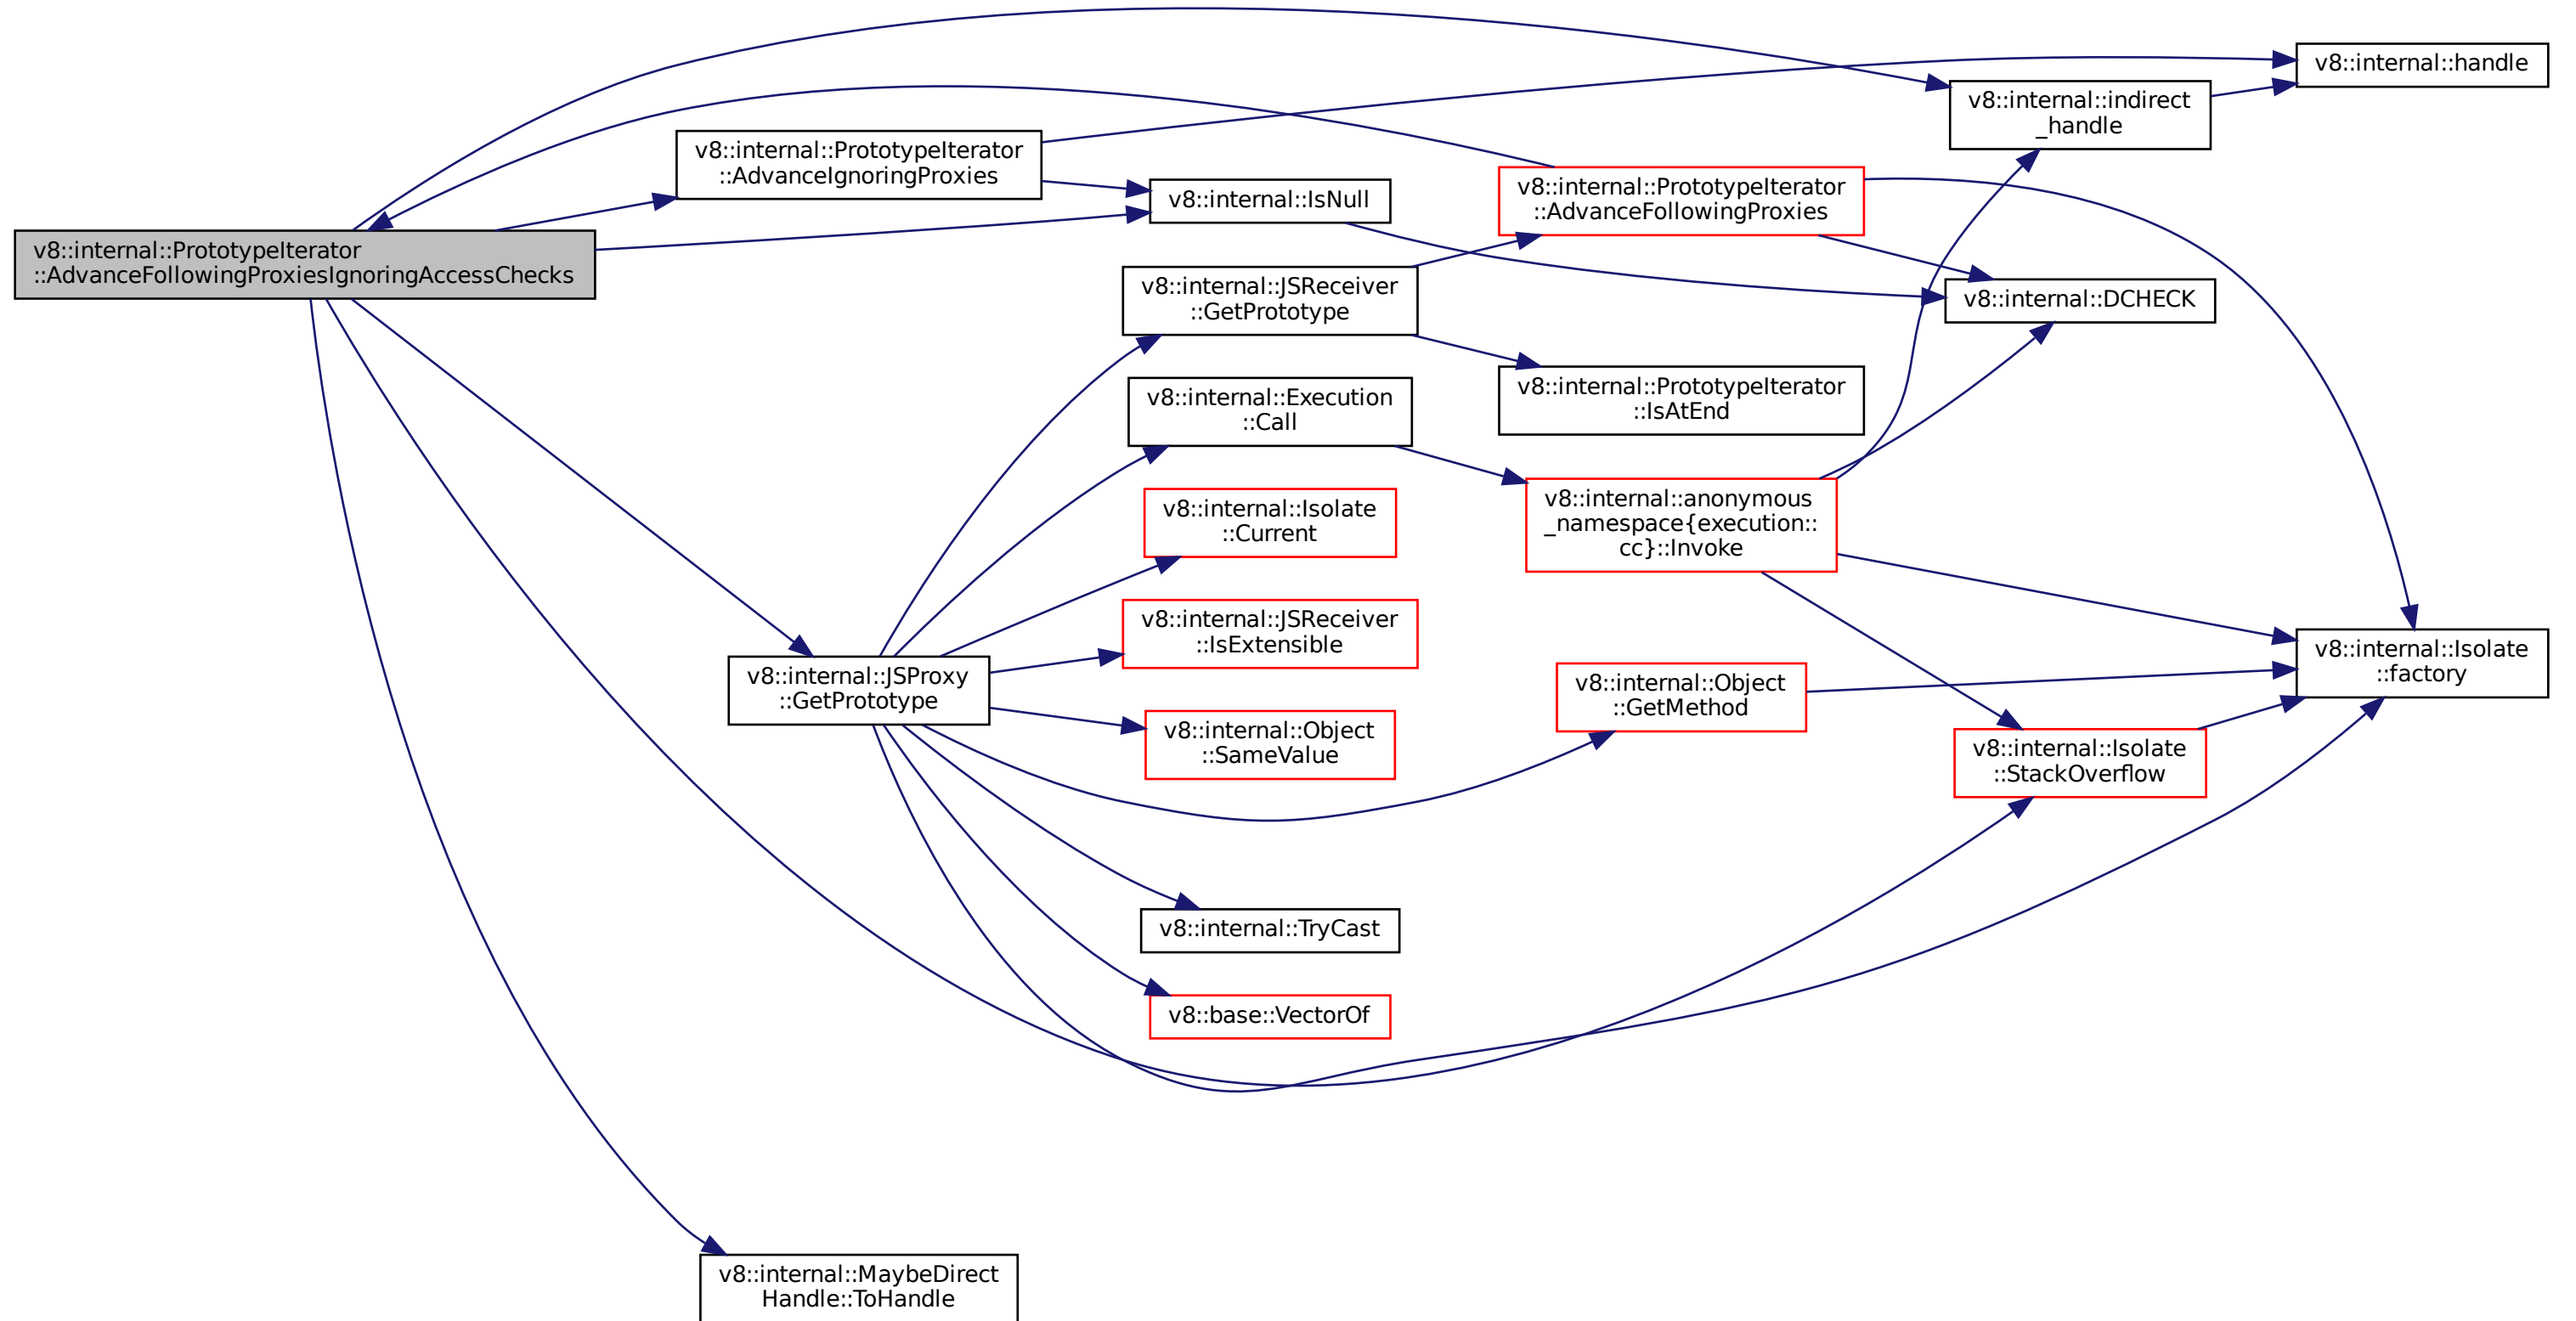 v8::internal::PrototypeIterator
::AdvanceFollowingProxiesIgnoringAccessChecks
v8::internal::PrototypeIterator
::AdvanceIgnoringProxies
v8::internal::handle
v8::internal::indirect
_handle
v8::internal::IsNull
v8::internal::PrototypeIterator
::AdvanceFollowingProxies
v8::internal::JSReceiver
::GetPrototype
v8::internal::DCHECK
v8::internal::Execution
::Call
v8::internal::PrototypeIterator
::IsAtEnd
v8::internal::Isolate
::Current
v8::internal::anonymous
_namespace{execution::
cc}::Invoke
v8::internal::JSReceiver
::IsExtensible
v8::internal::Isolate
::factory
v8::internal::JSProxy
::GetPrototype
v8::internal::Object
::GetMethod
v8::internal::Object
::SameValue
v8::internal::Isolate
::StackOverflow
v8::internal::TryCast
v8::base::VectorOf
v8::internal::MaybeDirect
Handle::ToHandle